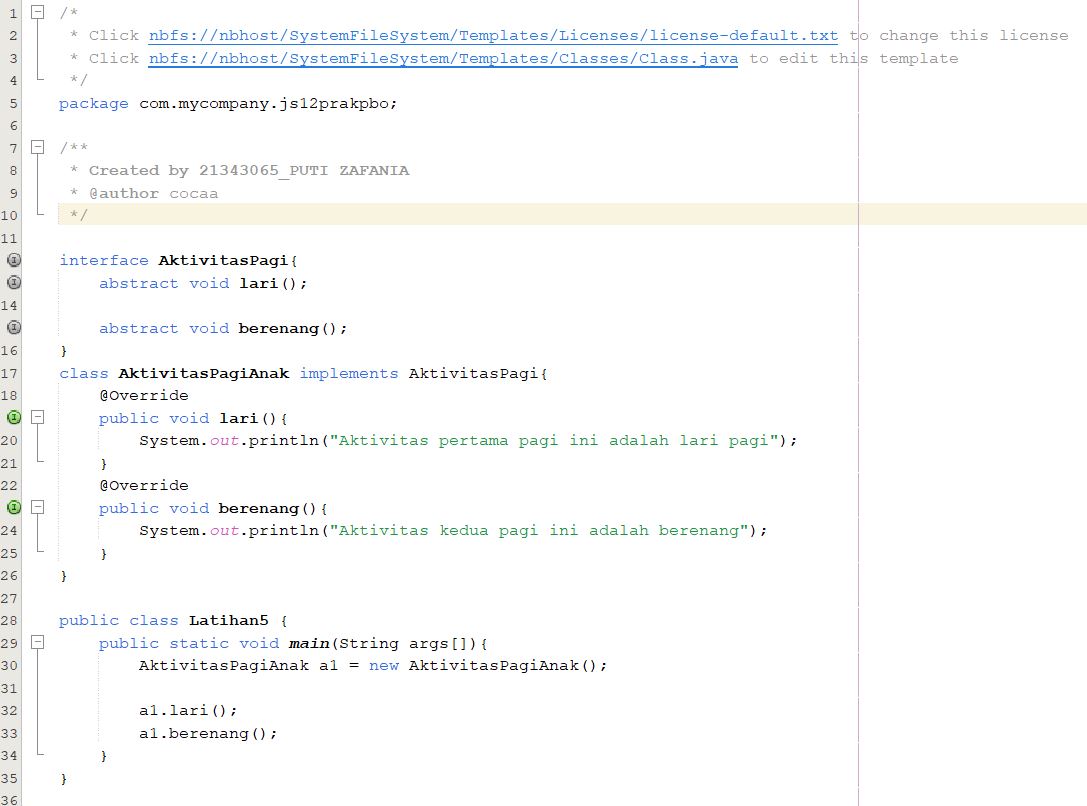 1 /*
2 * Click nbfs://nbhost/SystemFileSystem/Templates/Licenses/license-default.txt to change this license
3 * Click nbfs://nbhost/SystemFileSystem/Templates/Classes/Class.java to edit this template
4 */
5 package com.mycompany.js12prakpbo;
6
7 /**
8 * Created by 21343065_PUTI ZAFANIA
9 * @author cocaa
10 */
11
interface AktivitasPagi{
abstract void lari();
14
abstract void berenang();
16 }
17 class AktivitasPagiAnak implements AktivitasPagi{
18 @Override
public void lari(){
20 System.out.println("Aktivitas pertama pagi ini adalah lari pagi");
21 }
22 @Override
public void berenang(){
24 System.out.println("Aktivitas kedua pagi ini adalah berenang");
25 }
26 }
27
28 public class Latihan5 {
29 public static void main(String args[]){
30 AktivitasPagiAnak a1 = new AktivitasPagiAnak();
31
32 a1.lari();
33 a1.berenang();
34 }
35 }
36